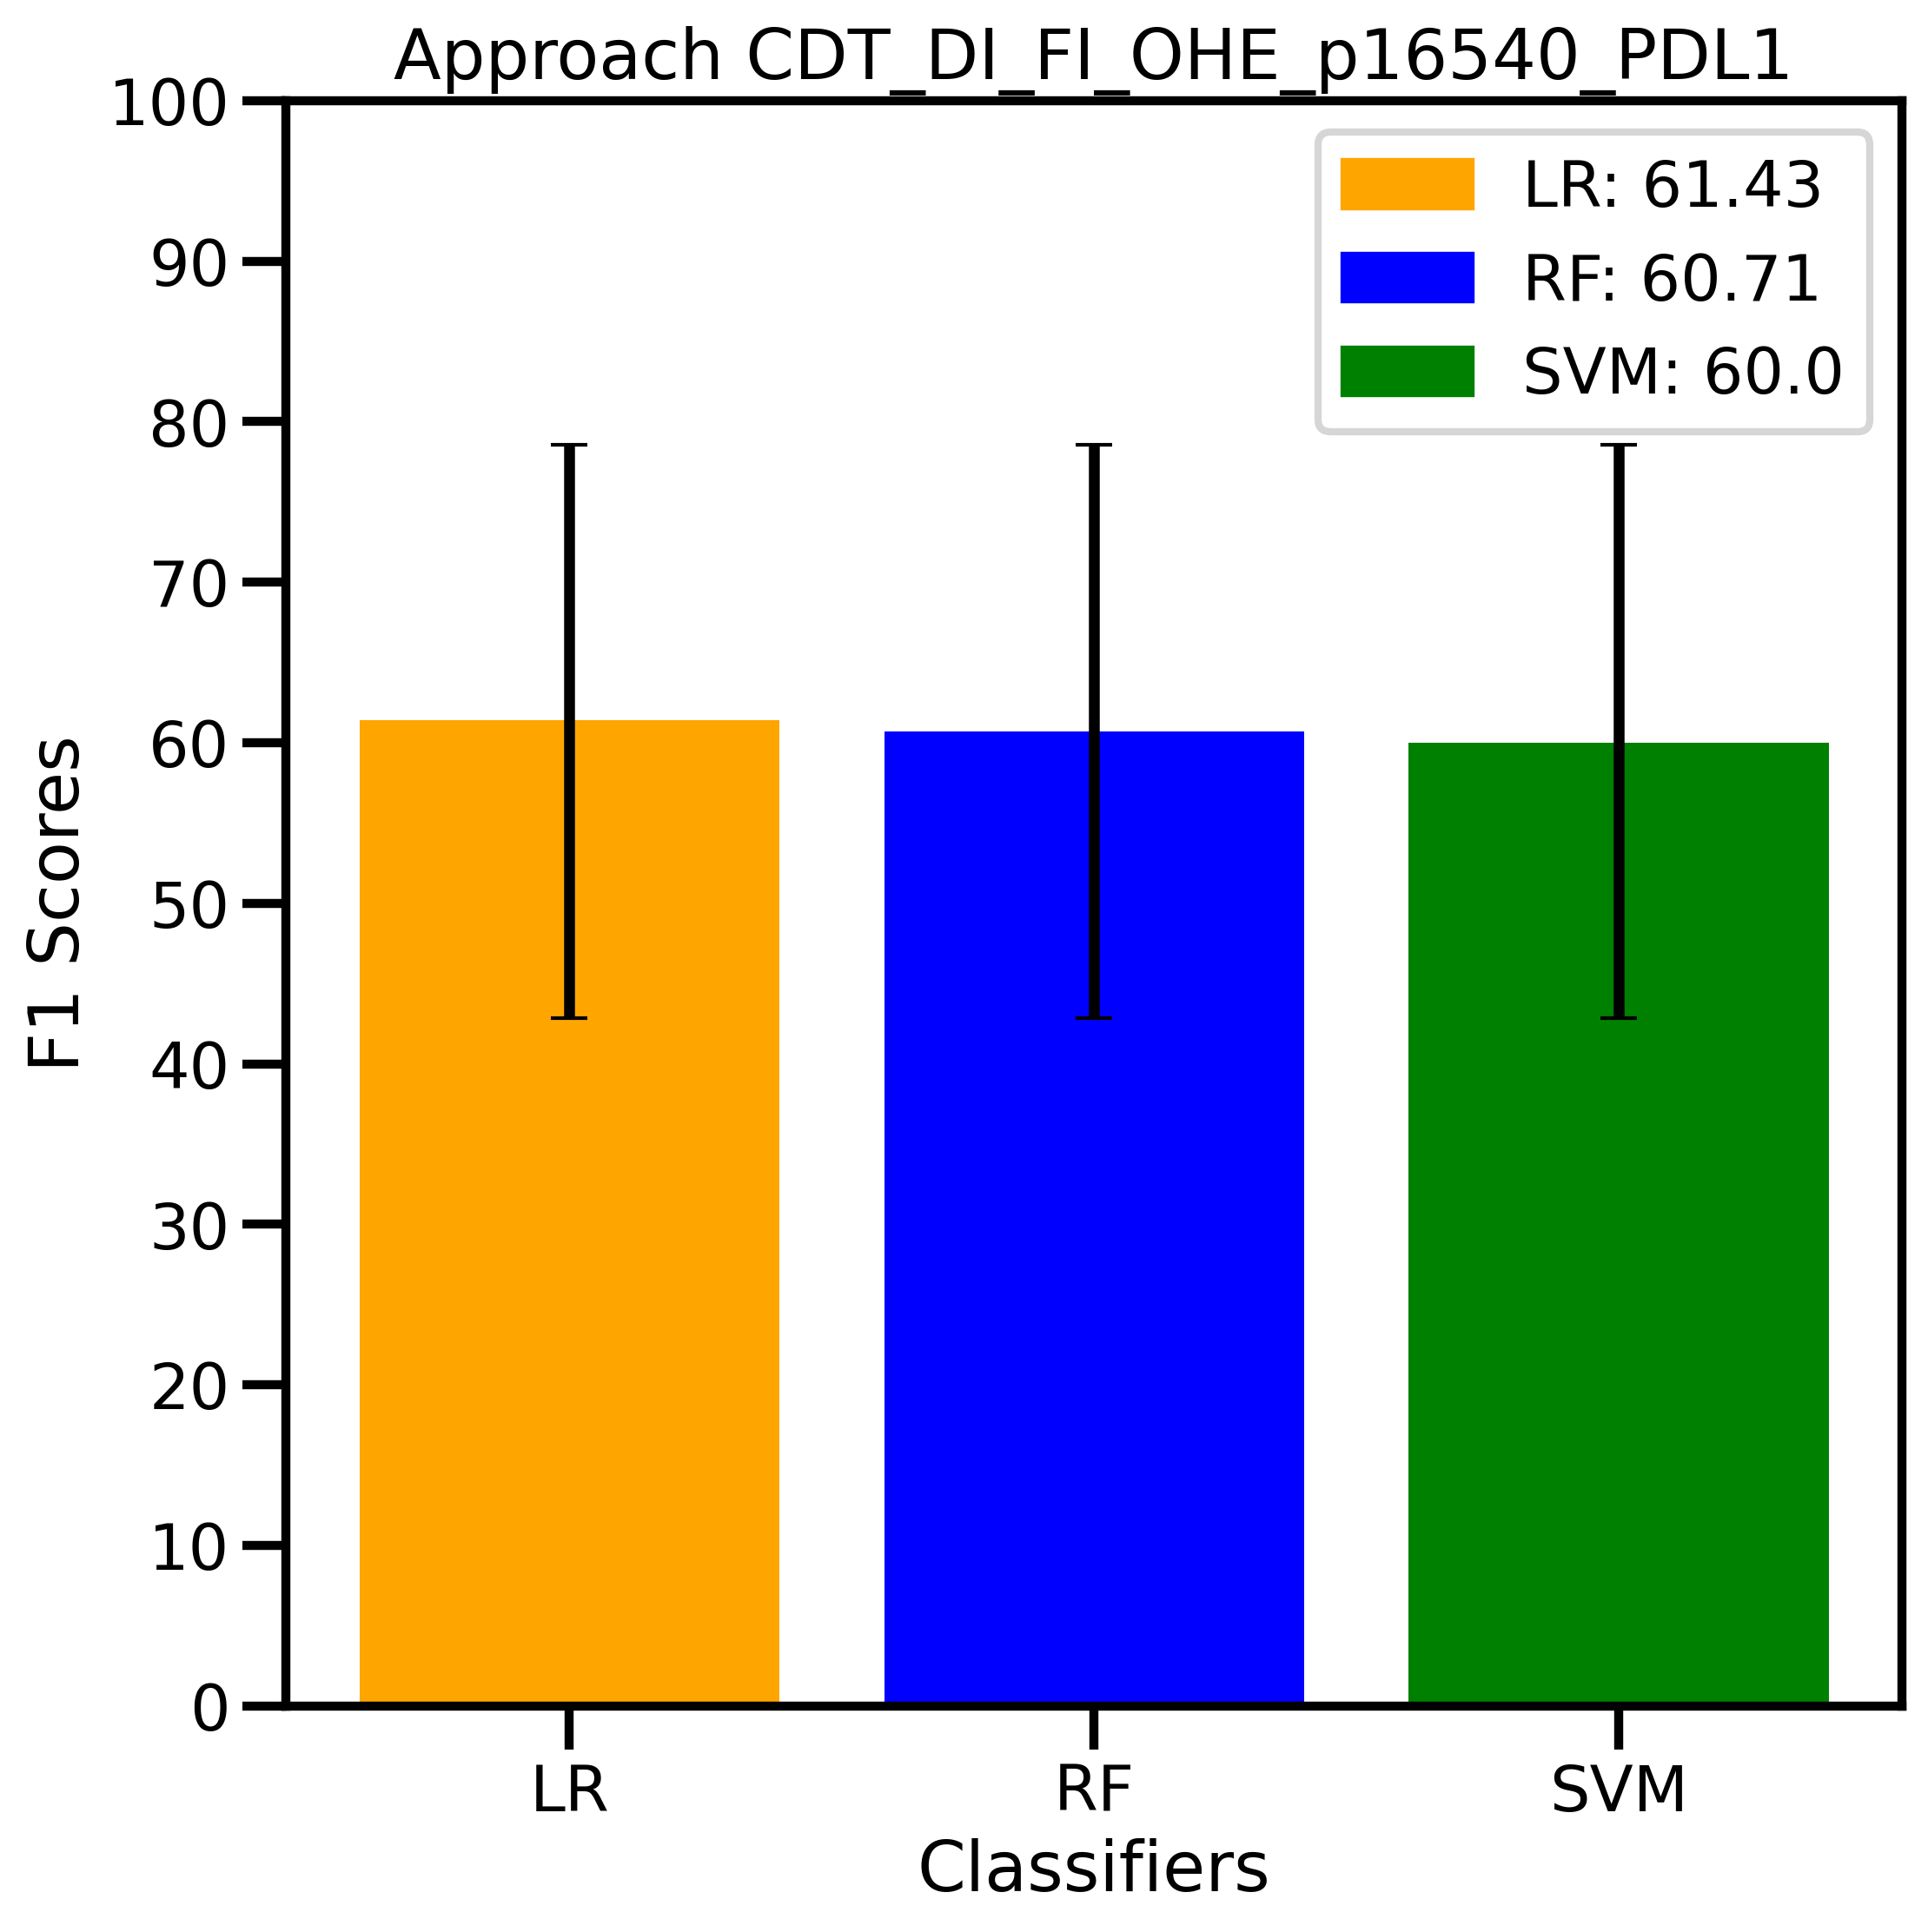 Approach CDT_DI_FI_OHE_p16540_PDL1
100
90
80
70
60
50
40
30
20
10
0
F1 Scores
LR: 61.43
RF: 60.71
SVM: 60.0
LR
RF
SVM
Classifiers